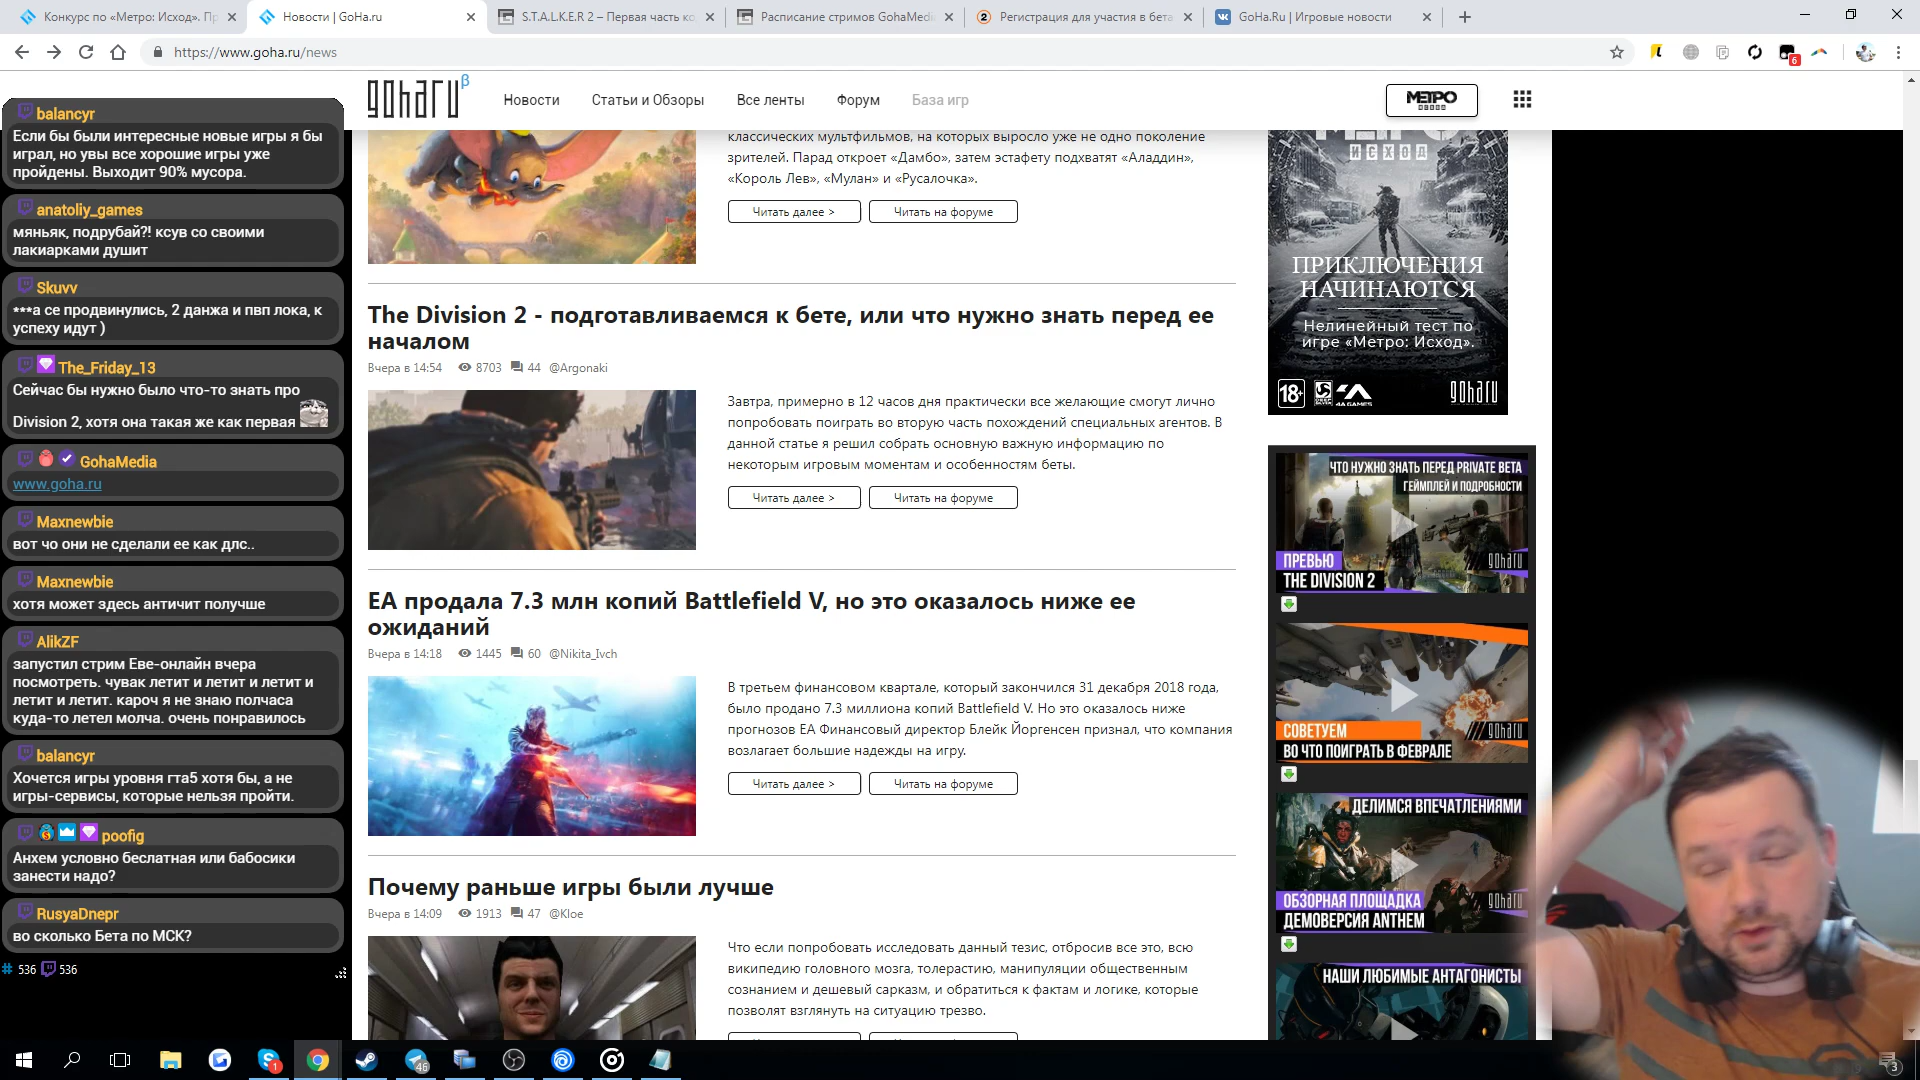 Конкурс по «Метро: Исход». Пр
Новости | GoHa.ru
S.T.A.L.K.E.R 2 – Первая часть ко
Расписание стримов GohaMedia
Регистрация для участия в бета
GoHa.Ru | Игровые новости
https://www.goha.ru/news
6
goharu β
Новости
Статьи и Обзоры
Все ленты
Форум
База игр
МЕТРО
balancyr
Если бы были интересные новые игры я бы
играл, но увы все хорошие игры уже
пройдены. Выходит 90% мусора.
anatoliy_games
мяньяк, подрубай?! ксув со своими
лакиарками душит
Skuvv
***а се продвинулись, 2 данжа и пвп лока, к
успеху идут )
The_Friday_13
Сейчас бы нужно было что-то знать про
Division 2, хотя она такая же как первая
GohaMedia
www.goha.ru
Maxnewbie
вот чо они не сделали ее как длс..
Maxnewbie
хотя может здесь античит получше
AlikZF
запустил стрим Еве-онлайн вчера
посмотреть. чувак летит и летит и летит и
летит и летит. кароч я не знаю полчаса
куда-то летел молча. очень понравилось
balancyr
Хочется игры уровня гта5 хотя бы, а не
игры-сервисы, которые нельзя пройти.
poofig
Анхем условно беслатная или бабосики
занести надо?
RusyaDnepr
во сколько Бета по МСК?
# 536 536
классических мультфильмов, на которых выросло уже не одно поколение
зрителей. Парад откроет «Дамбо», затем эстафету подхватят «Аладдин»,
«Король Лев», «Мулан» и «Русалочка».
Читать далее >
Читать на форуме
The Division 2 - подготавливаемся к бете, или что нужно знать перед ее
началом
Вчера в 14:54 8703 44 @Argonaki
Завтра, примерно в 12 часов дня практически все желающие смогут лично
попробовать поиграть во вторую часть похождений специальных агентов. В
данной статье я решил собрать основную важную информацию по
некоторым игровым моментам и особенностям беты.
Читать далее >
Читать на форуме
EA продала 7.3 млн копий Battlefield V, но это оказалось ниже ее
ожиданий
Вчера в 14:18 1445 60 @Nikita_Ivch
В третьем финансовом квартале, который закончился 31 декабря 2018 года,
было продано 7.3 миллиона копий Battlefield V. Но это оказалось ниже
прогнозов EA Финансовый директор Блейк Йоргенсен признал, что компания
возлагает большие надежды на игру.
Читать далее >
Читать на форуме
Почему раньше игры были лучше
Вчера в 14:09 1913 47 @Kloe
Что если попробовать исследовать данный тезис, отбросив все это, всю
википедию головного мозга, толерастию, манипуляции общественным
сознанием и дешевый сарказм, и обратиться к фактам и логике, которые
позволят взглянуть на ситуацию трезво.
ИСХОД
ПРИКЛЮЧЕНИЯ
НАЧИНАЮТСЯ
Нелинейный тест по
игре «Метро: Исход».
18+
4A GAMES
goharu
ЧТО НУЖНО ЗНАТЬ ПЕРЕД PRIVATE BETA
ГЕЙМПЛЕЙ И ПОДРОБНОСТИ
ПРЕВЬЮ
goharu
THE DIVISION 2
СОВЕТУЕМ
goharu
ВО ЧТО ПОИГРАТЬ В ФЕВРАЛЕ
ДЕЛИМСЯ ВПЕЧАТЛЕНИЯМИ
ОБЗОРНАЯ ПЛОЩАДКА
goharu
ДЕМОВЕРСИЯ ANTHEM
НАШИ ЛЮБИМЫЕ АНТАГОНИСТЫ
1
46
3